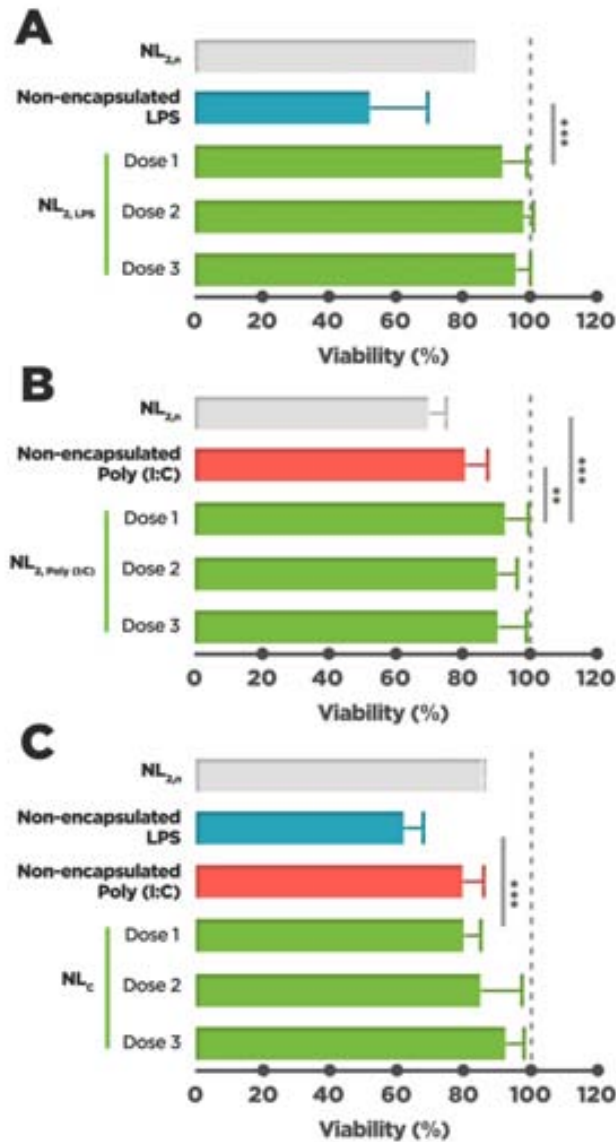 A
NL2,n
Non-encapsulated
LPS
Dose 1
NL2, LPS
Dose 2
Dose 3
***
0 20 40 60 80 100 120
Viability (%)
B
NL2,n
Non-encapsulated
Poly (I:C)
Dose 1
NL2, Poly (I:C)
Dose 2
Dose 3
**
***
0 20 40 60 80 100 120
Viability (%)
C
NL2,n
Non-encapsulated
LPS
Non-encapsulated
Poly (I:C)
Dose 1
NLC
Dose 2
Dose 3
***
0 20 40 60 80 100 120
Viability (%)